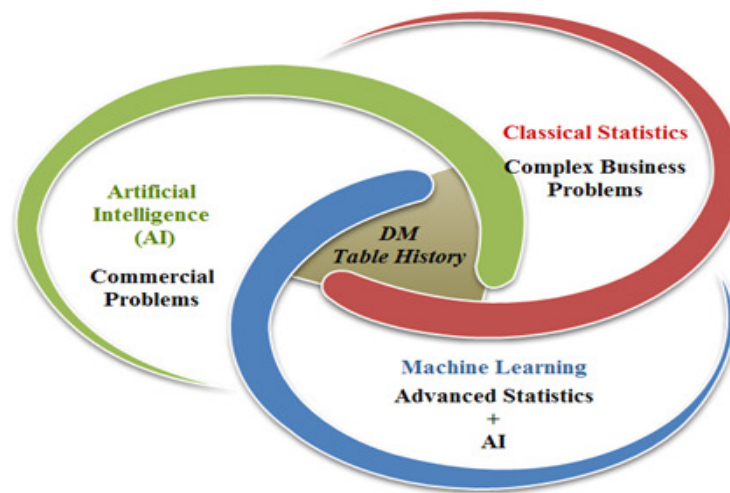 Classical Statistics
Complex Business
Problems
Artificial
Intelligence
(AI)
Commercial
Problems
DM
Table History
Machine Learning
Advanced Statistics
+
AI